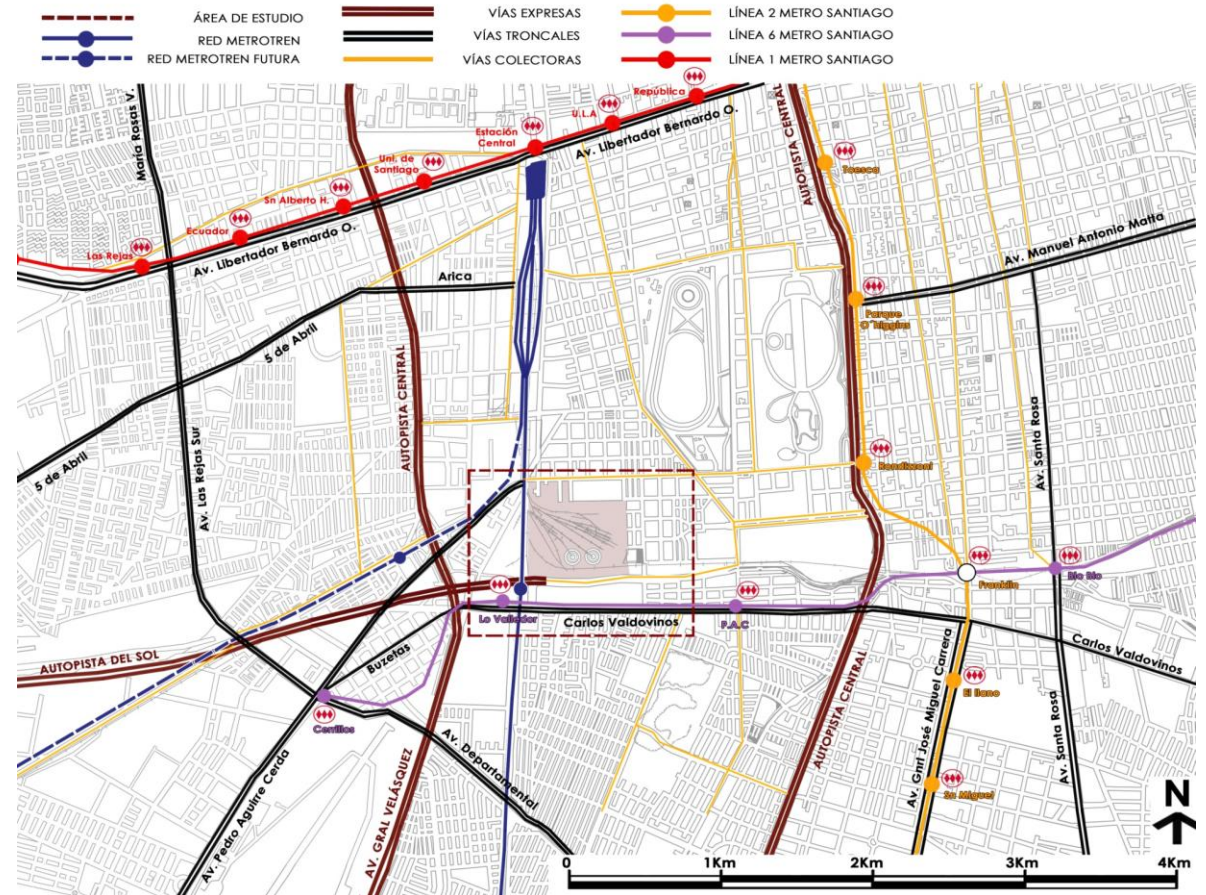 ÁREA DE ESTUDIO
RED METROTREN
RED METROTREN FUTURA
VÍAS EXPRESAS
VÍAS TRONCALES
VÍAS COLECTORAS
LÍNEA 2 METRO SANTIAGO
LÍNEA 6 METRO SANTIAGO
LÍNEA 1 METRO SANTIAGO
María Rosas V.
República
U.L.A
Estación
Central
Av. Libertador Bernardo O.
AUTOPISTA CENTRAL
Uni. de
Santiago
Toesca
Sn Alberto H.
Ecuador
Las Rejas
Av. Libertador Bernardo O.
Av. Manuel Antonio Matta
Arica
Parque
O´higgins
5 de Abril
AUTOPISTA CENTRAL
Av. Santa Rosa
5 de Abril
Av. Las Rejas Sur
Rondizzoni
Franklin
Bio Bio
Lo Vallador
P.A.C
Carlos Valdovinos
Carlos Valdovinos
Buzetas
AUTOPISTA DEL SOL
El llano
Cerrillos
Av. Departamental
AUTOPISTA CENTRAL
Av. Gnrl José Miguel Carrera
Av. Santa Rosa
Sn Miguel
Av. Pedro Aguirre Cerda
AV. GRAL VELÁSQUEZ
N
0
1Km
2Km
3Km
4Km